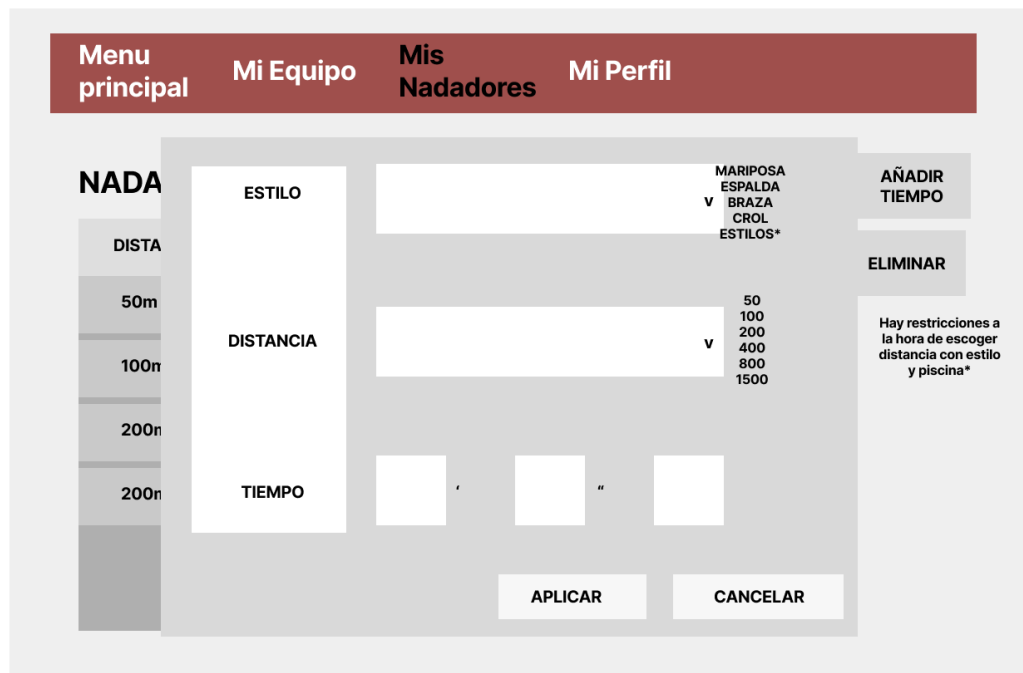 Menu
principal
Mi Equipo
Mis
Nadadores
Mi Perfil
NADA
AÑADIR
TIEMPO
ELIMINAR
Hay restricciones a
la hora de escoger
distancia con estilo
y piscina*
DISTA
50m
100m
200m
200m
ESTILO
v
MARIPOSA
ESPALDA
BRAZA
CROL
ESTILOS*
DISTANCIA
v
50
100
200
400
800
1500
TIEMPO
‘
“
APLICAR
CANCELAR